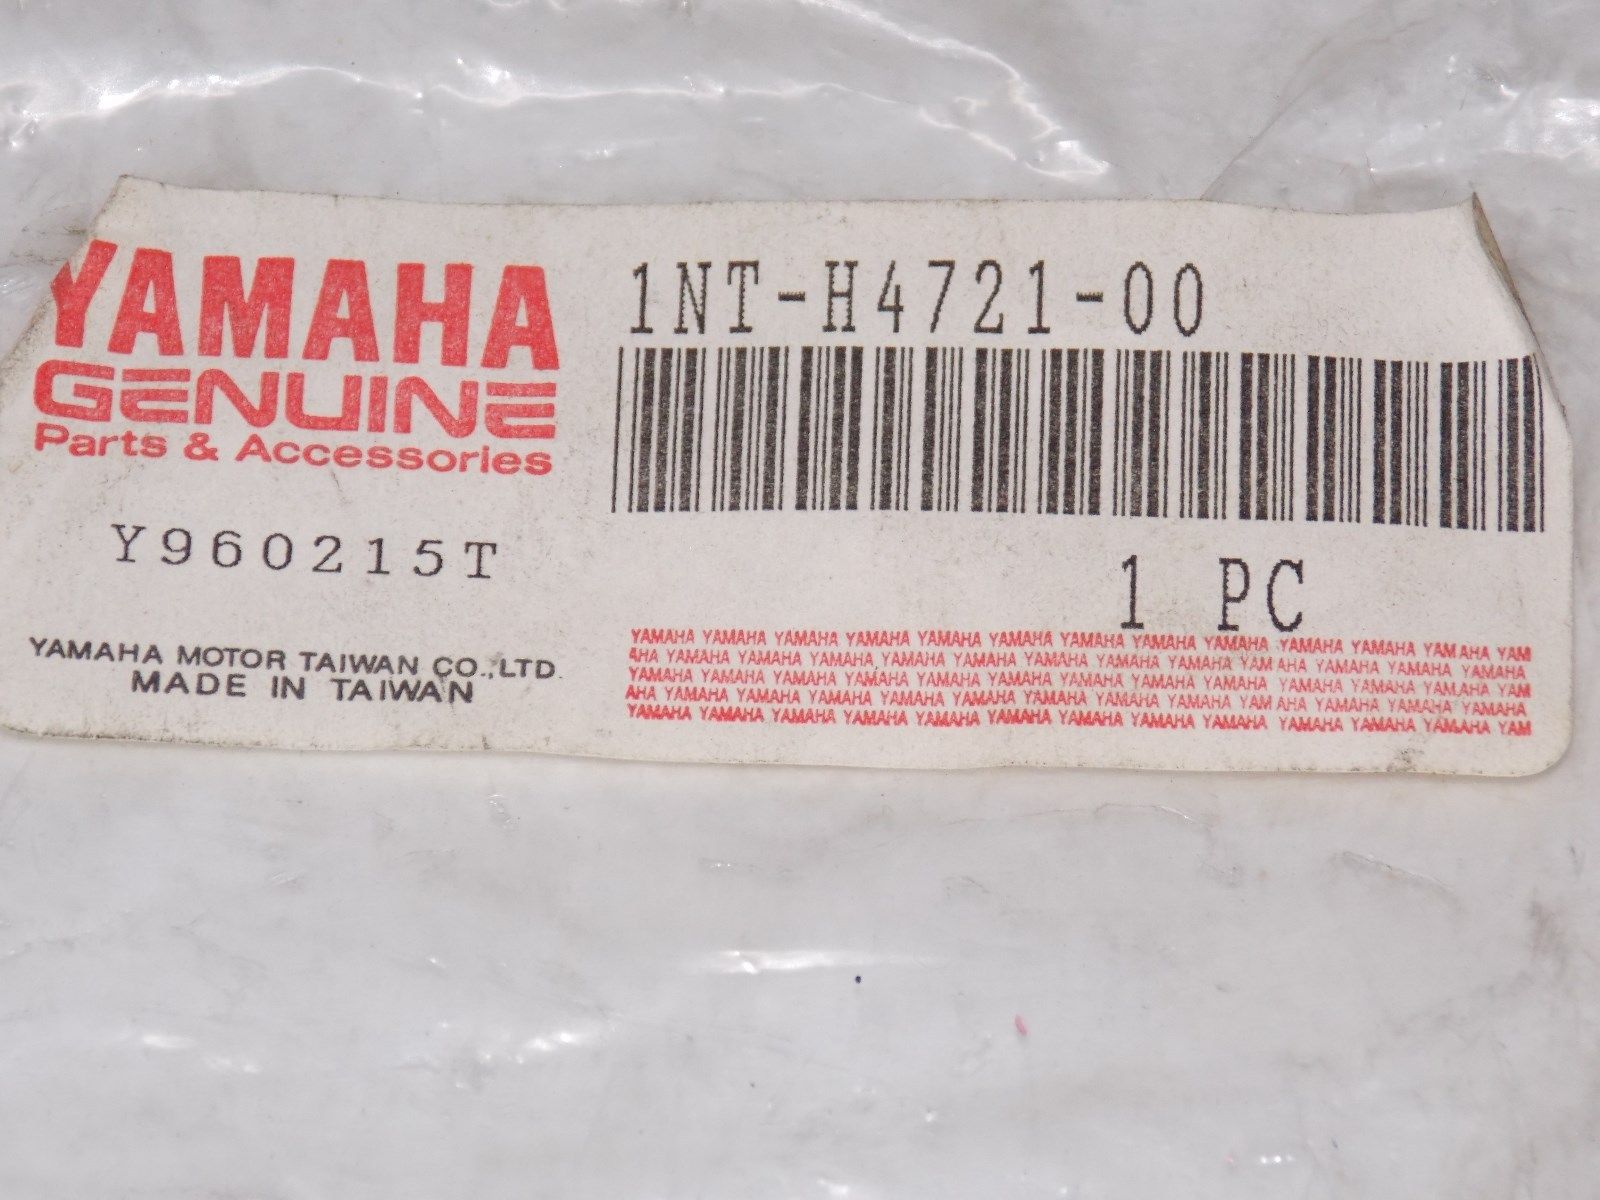 YAMAHA
GENUINE
Parts & Accessories
Y960215T
YAMAHA MOTOR TAIWAN CO.,LTD.
MADE IN TAIWAN
1NT-H4721-00
1 PC
YAMAHA YAMAHA YAMAHA YAMAHA YAMAHA YAMAHA YAMAHA YAMAHA YAMAHA YAMAHA YAMAHA YAMAHA YAM
AHA YAMAHA YAMAHA YAMAHA YAMAHA YAMAHA YAMAHA YAMAHA YAMAHA YAMAHA YAMAHA YAMAHA YAMAHA
YAMAHA YAMAHA YAMAHA YAMAHA YAMAHA YAMAHA YAMAHA YAMAHA YAMAHA YAMAHA YAMAHA YAMAHA YAM
AHA YAMAHA YAMAHA YAMAHA YAMAHA YAMAHA YAMAHA YAMAHA YAMAHA YAMAHA YAMAHA YAMAHA YAMAHA
YAMAHA YAMAHA YAMAHA YAMAHA YAMAHA YAMAHA YAMAHA YAMAHA YAMAHA YAMAHA YAMAHA YAMAHA YAM